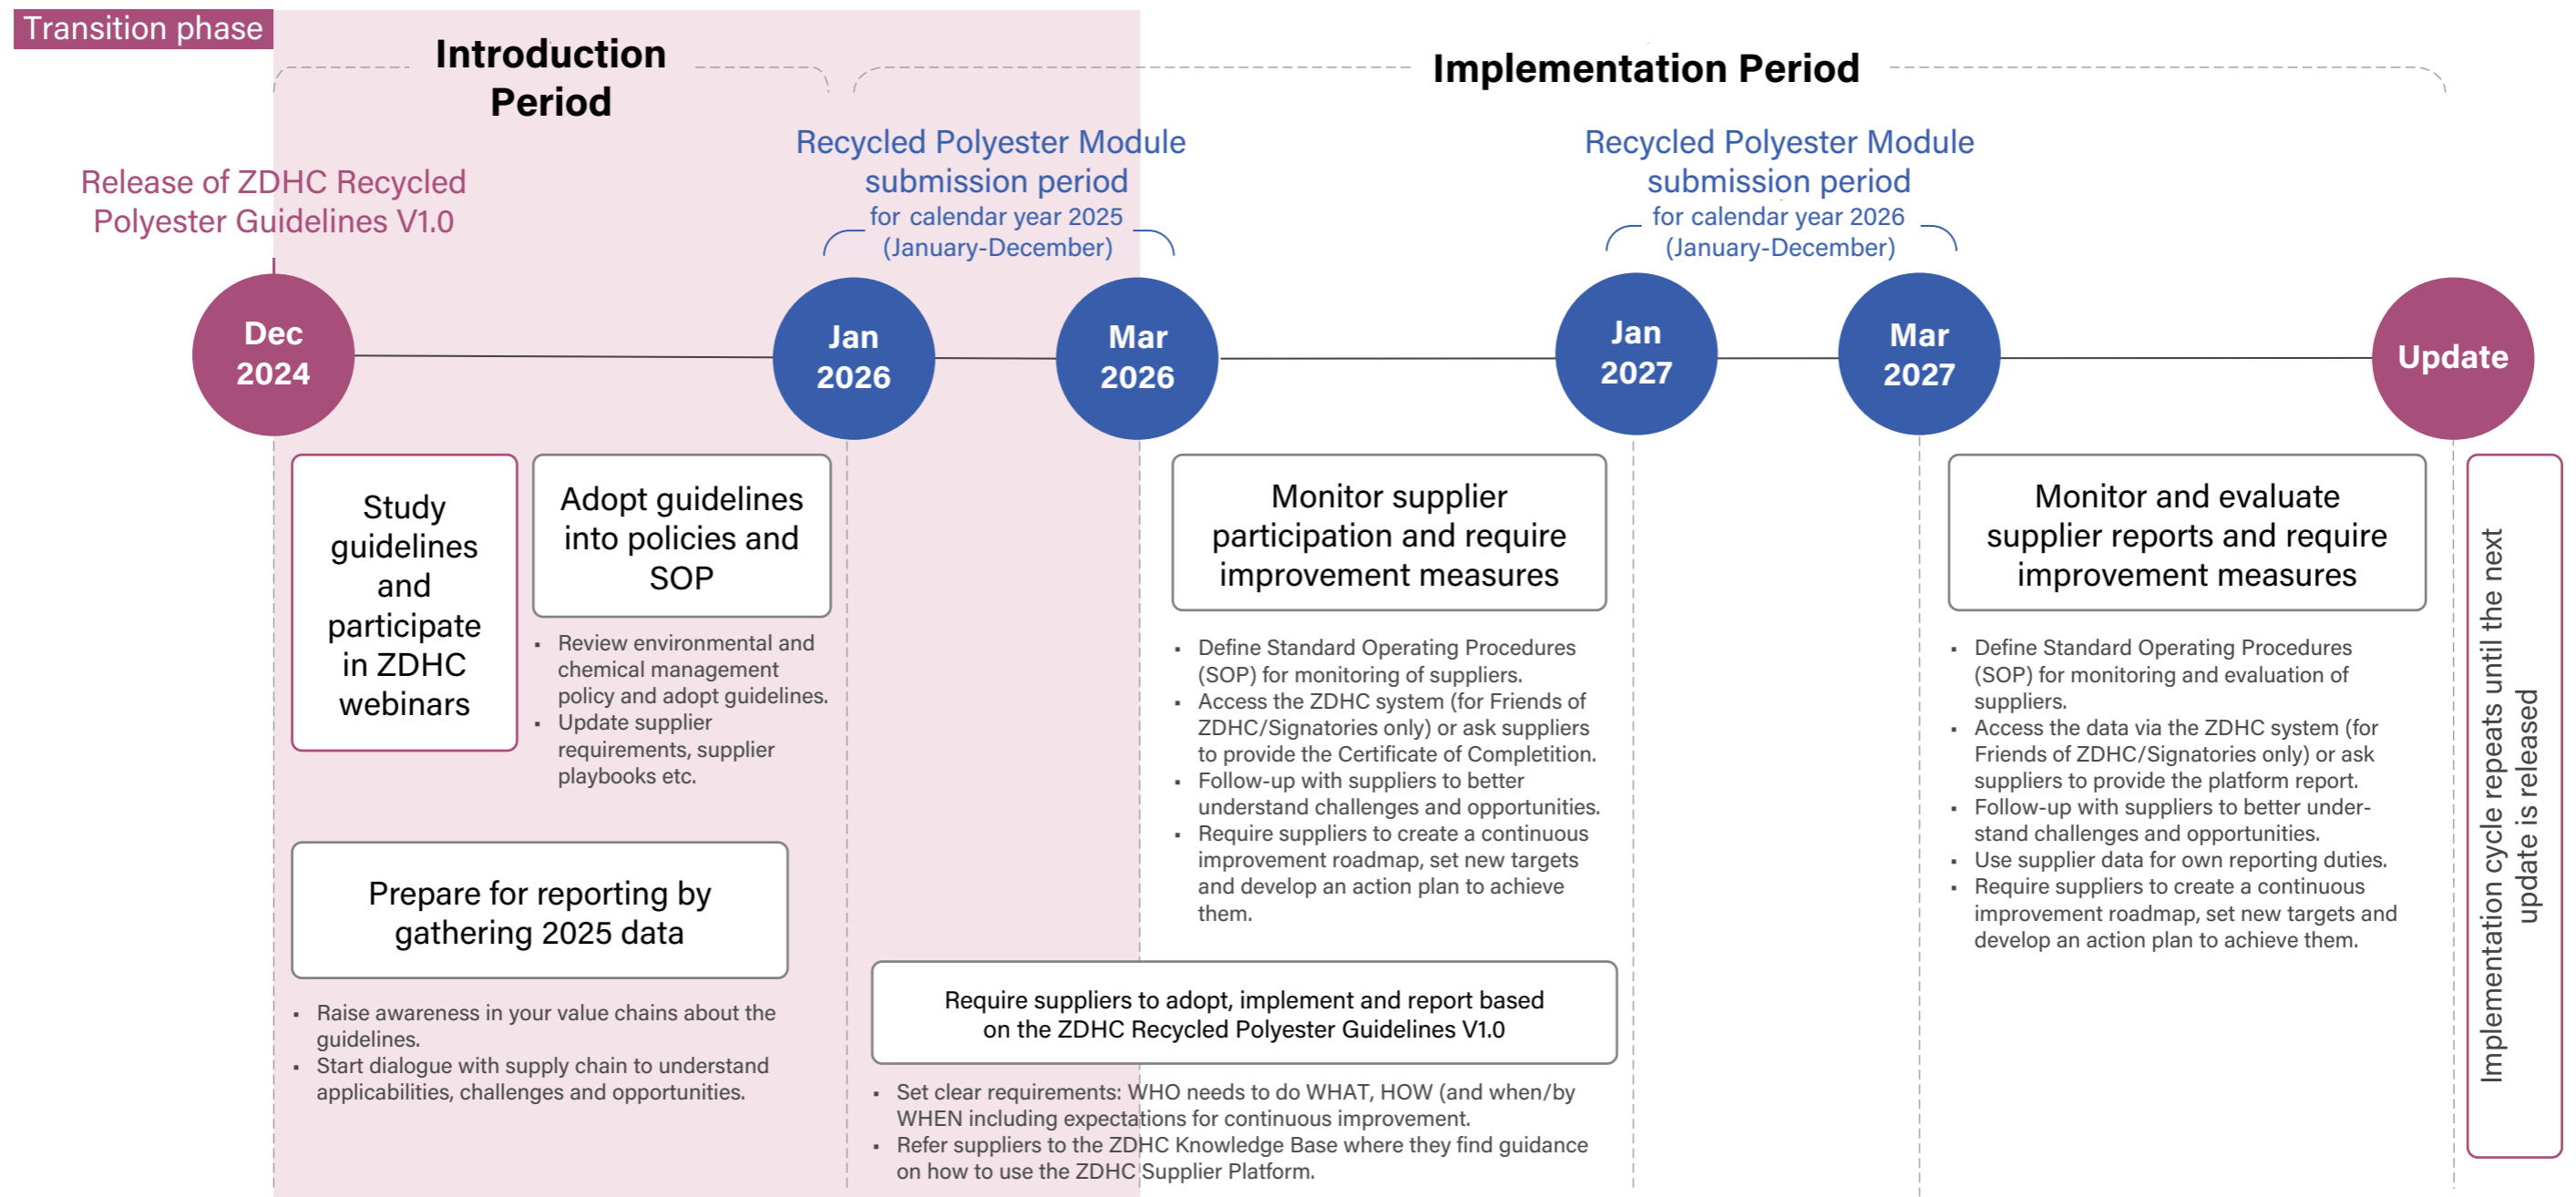 Transition phase
Introduction
Period
Implementation Period
Release of ZDHC Recycled
Polyester Guidelines V1.0
Recycled Polyester Module
submission period
for calendar year 2025
(January-December)
Recycled Polyester Module
submission period
for calendar year 2026
(January-December)
Dec
2024
Jan
2026
Mar
2026
Jan
2027
Mar
2027
Update
Study
guidelines
and
participate
in ZDHC
webinars
Adopt guidelines
into policies and
SOP
▪ Review environmental and
chemical management
policy and adopt guidelines.
▪ Update supplier
requirements, supplier
playbooks etc.
Prepare for reporting by
gathering 2025 data
▪ Raise awareness in your value chains about the
guidelines.
▪ Start dialogue with supply chain to understand
applicabilities, challenges and opportunities.
Monitor supplier
participation and require
improvement measures
▪ Define Standard Operating Procedures
(SOP) for monitoring of suppliers.
▪ Access the ZDHC system (for Friends of
ZDHC/Signatories only) or ask suppliers
to provide the Certificate of Completition.
▪ Follow-up with suppliers to better
understand challenges and opportunities.
▪ Require suppliers to create a continuous
improvement roadmap, set new targets
and develop an action plan to achieve
them.
Require suppliers to adopt, implement and report based
on the ZDHC Recycled Polyester Guidelines V1.0
▪ Set clear requirements: WHO needs to do WHAT, HOW (and when/by
WHEN including expectations for continuous improvement.
▪ Refer suppliers to the ZDHC Knowledge Base where they find guidance
on how to use the ZDHC Supplier Platform.
Monitor and evaluate
supplier reports and require
improvement measures
▪ Define Standard Operating Procedures
(SOP) for monitoring and evaluation of
suppliers.
▪ Access the data via the ZDHC system (for
Friends of ZDHC/Signatories only) or ask
suppliers to provide the platform report.
▪ Follow-up with suppliers to better under-
stand challenges and opportunities.
▪ Use supplier data for own reporting duties.
▪ Require suppliers to create a continuous
improvement roadmap, set new targets and
develop an action plan to achieve them.
Implementation cycle repeats until the next
update is released